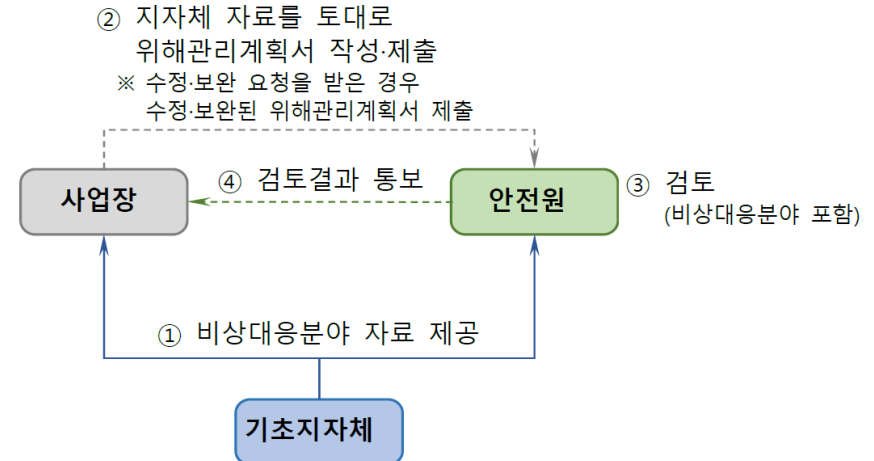 ② 지자체 자료를 토대로
위해관리계획서 작성·제출
※ 수정·보완 요청을 받은 경우
수정·보완된 위해관리계획서 제출
사업장
④ 검토결과 통보
안전원
③ 검토
(비상대응분야 포함)
① 비상대응분야 자료 제공
기초지자체